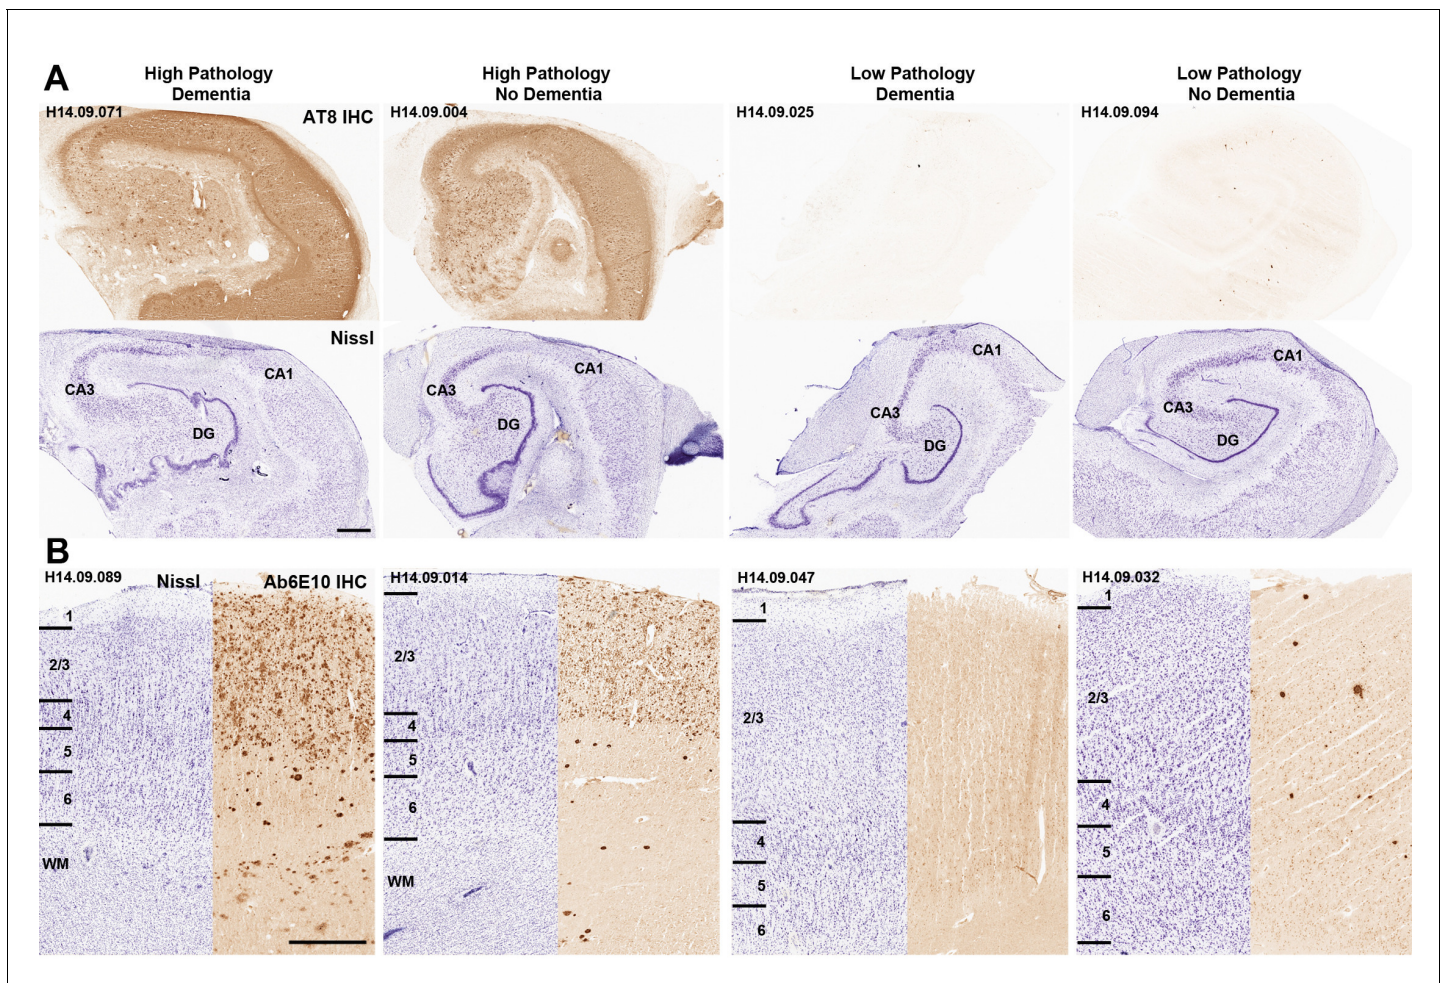 A
High Pathology
Dementia
High Pathology
No Dementia
Low Pathology
Dementia
Low Pathology
No Dementia
H14.09.071
AT8 IHC
H14.09.004
H14.09.025
H14.09.094
Nissl
CA3
CA1
DG
CA3
CA1
DG
CA3
CA1
DG
CA3
CA1
DG
B
H14.09.089
Nissl
Ab6E10 IHC
1
2/3
4
5
6
WM
H14.09.014
2/3
4
5
6
WM
H14.09.047
1
2/3
4
5
6
H14.09.032
1
2/3
4
5
6